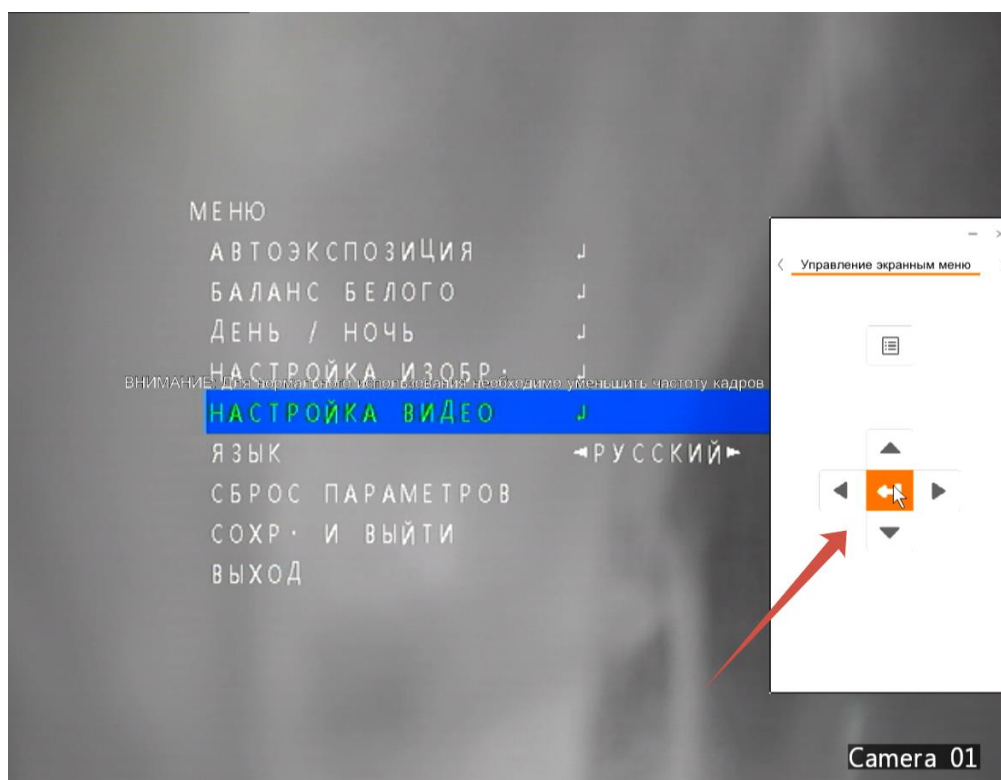 МЕНЮ
АВТОЭКСПОЗИЦИЯ
БАЛАНС БЕЛОГО
ДЕНЬ / НОЧЬ
НАСТРОЙКА ИЗОБР.
ВНИМАНИЕ: Для нормального использования необходимо уменьшить частоту кадров
НАСТРОЙКА ВИДЕО
ЯЗЫК РУССКИЙ
СБРОС ПАРАМЕТРОВ
СОХР. И ВЫЙТИ
ВЫХОД
Управление экранным меню
Camera 01